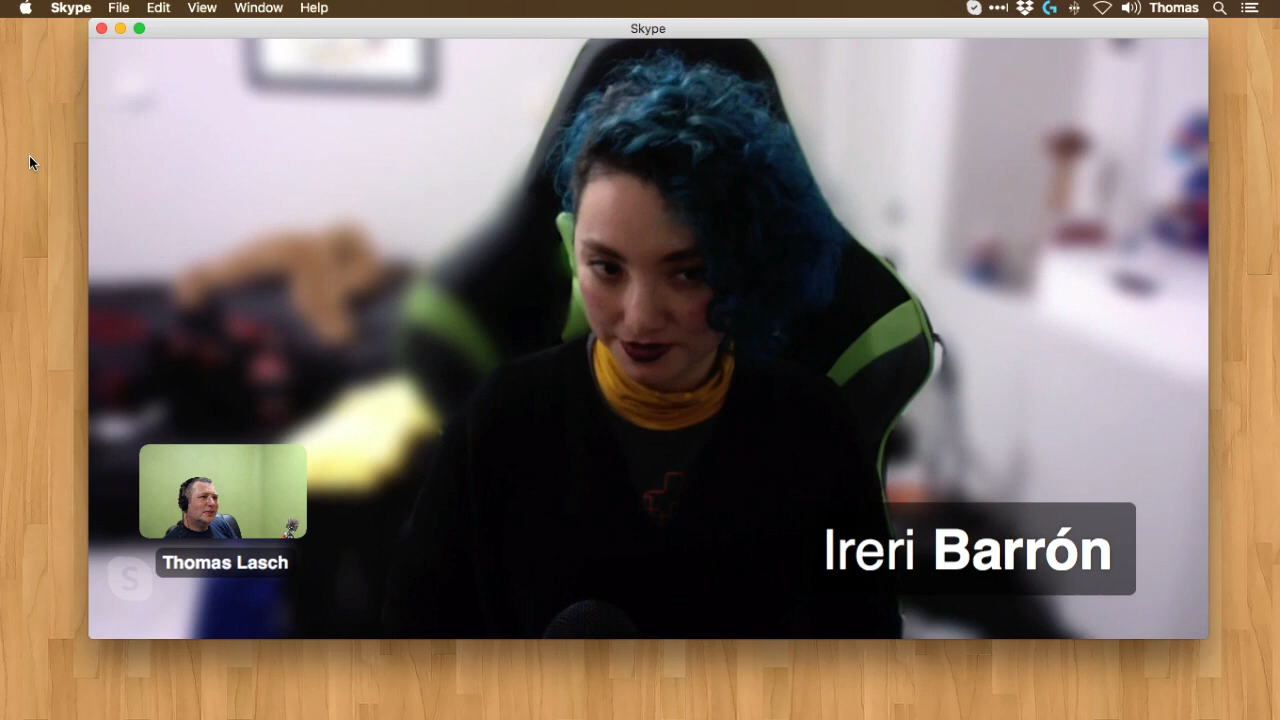 Skype File Edit View Window Help Thomas
Skype
Thomas Lasch
S
Ireri Barrón